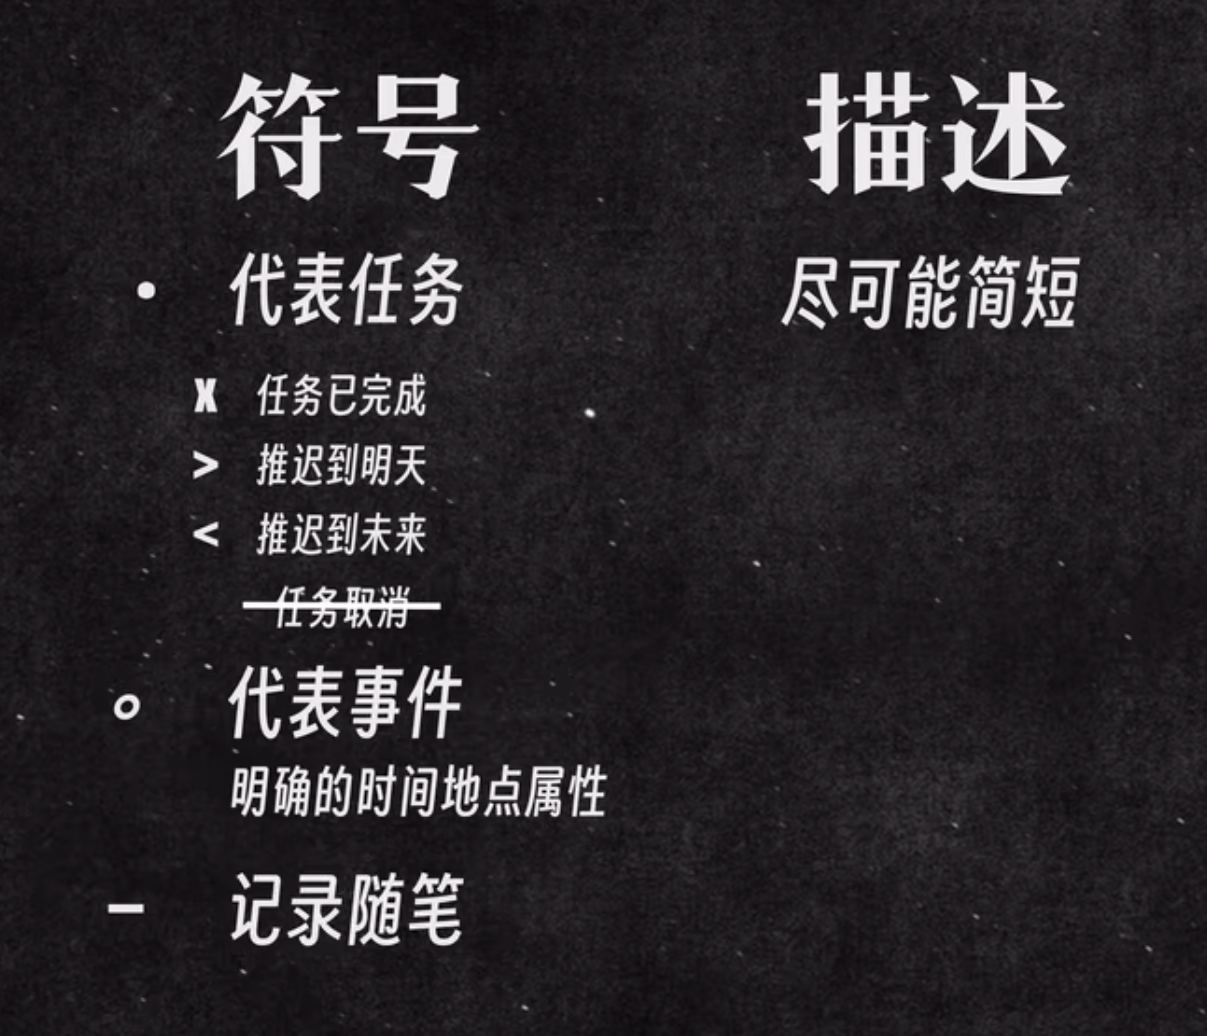 符号 描述
• 代表任务 尽可能简短
X 任务已完成
> 推迟到明天
< 推迟到未来
任务取消
○ 代表事件
明确的时间地点属性
— 记录随笔